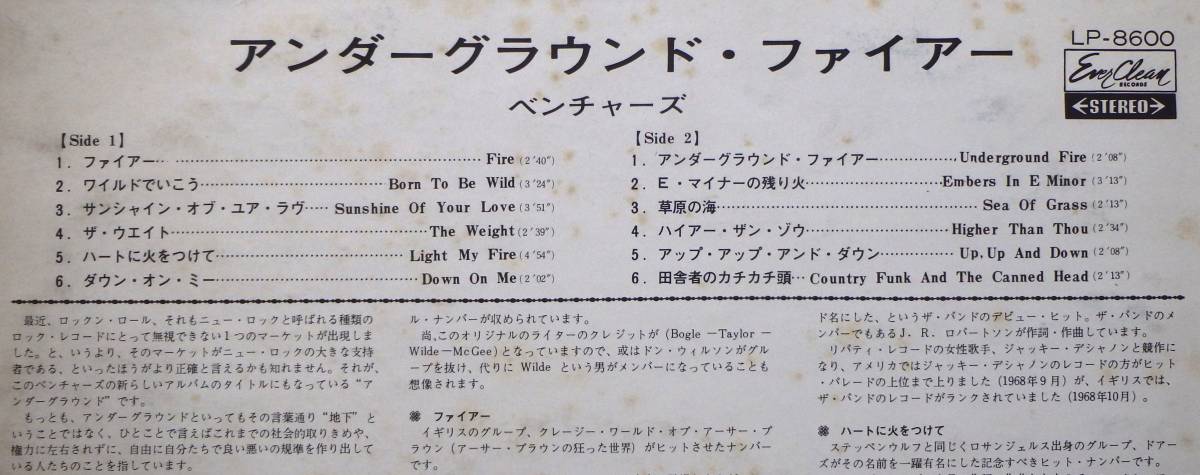 アンダーグラウンド・ファイアー
ベンチャーズ
LP-8600
Ever Clean
RECORDS
STEREO
【Side 1】
1. ファイアー Fire (2′40″)
2. ワイルドでいこう Born To Be Wild (3′24″)
3. サンシャイン・オブ・ユア・ラヴ Sunshine Of Your Love (3′51″)
4. ザ・ウエイト The Weight (2′39″)
5. ハートに火をつけて Light My Fire (4′54″)
6. ダウン・オン・ミー Down On Me (2′02″)
【Side 2】
1. アンダーグラウンド・ファイアー Underground Fire (2′08″)
2. E・マイナーの残り火 Embers In E Minor (3′13″)
3. 草原の海 Sea Of Grass (2′13″)
4. ハイアー・ザン・ゾウ Higher Than Thou (2′34″)
5. アップ・アップ・アンド・ダウン Up, Up And Down (2′08″)
6. 田舎者のカチカチ頭 Country Funk And The Canned Head (2′13″)
最近、ロックン・ロール、それもニュー・ロックと呼ばれる種類の
ロック・レコードにとって無視できない1つのマーケットが出現しま
した。と、いうより、そのマーケットがニュー・ロックの大きな支持
者である、といったほうがより正確と言えるかも知れません。それが、
このベンチャーズの新らしいアルバムのタイトルにもなっている“ア
ンダーグラウンド”です。
もっとも、アンダーグラウンドといってもその言葉通り“地下”と
いうことではなく、ひとことで言えばこれまでの社会的取りきめや、
権力に左右されずに、自由に自分たちで良い悪いの規準を作り出して
いる人たちのことを指しています。
ル・ナンバーが収められています。
尚、このオリジナルのライターのクレジットが(Bogle—Taylor—
Wilde—McGee)となっていますので、或はドン・ウィルソンがグル
ープを抜け、代りに Wilde という男がメンバーになっていることも
想像されます。
ファイアー
イギリスのグループ、クレージー・ワールド・オブ・アーサー・ブ
ラウン(アーサー・ブラウンの狂った世界)がヒットさせたナンバー
です。
ド名にした、というザ・バンドのデビュー・ヒット。ザ・バンドのメ
ンバーでもあるJ. R. ロバートソンが作詞・作曲しています。
リバティ・レコードの女性歌手、ジャッキー・デシャノンと競作に
なり、アメリカではジャッキー・デシャノンのレコードの方がヒット
・パレードの上位まで上りました(1968年9月)が、イギリスでは、
ザ・バンドのレコードがランクされていました(1968年10月)。
ハートに火をつけて
ステッペンウルフと同じくロサンジェルス出身のグループ、ドアー
ズがその名前を一躍有名にした記念すべきヒット・ナンバーです。